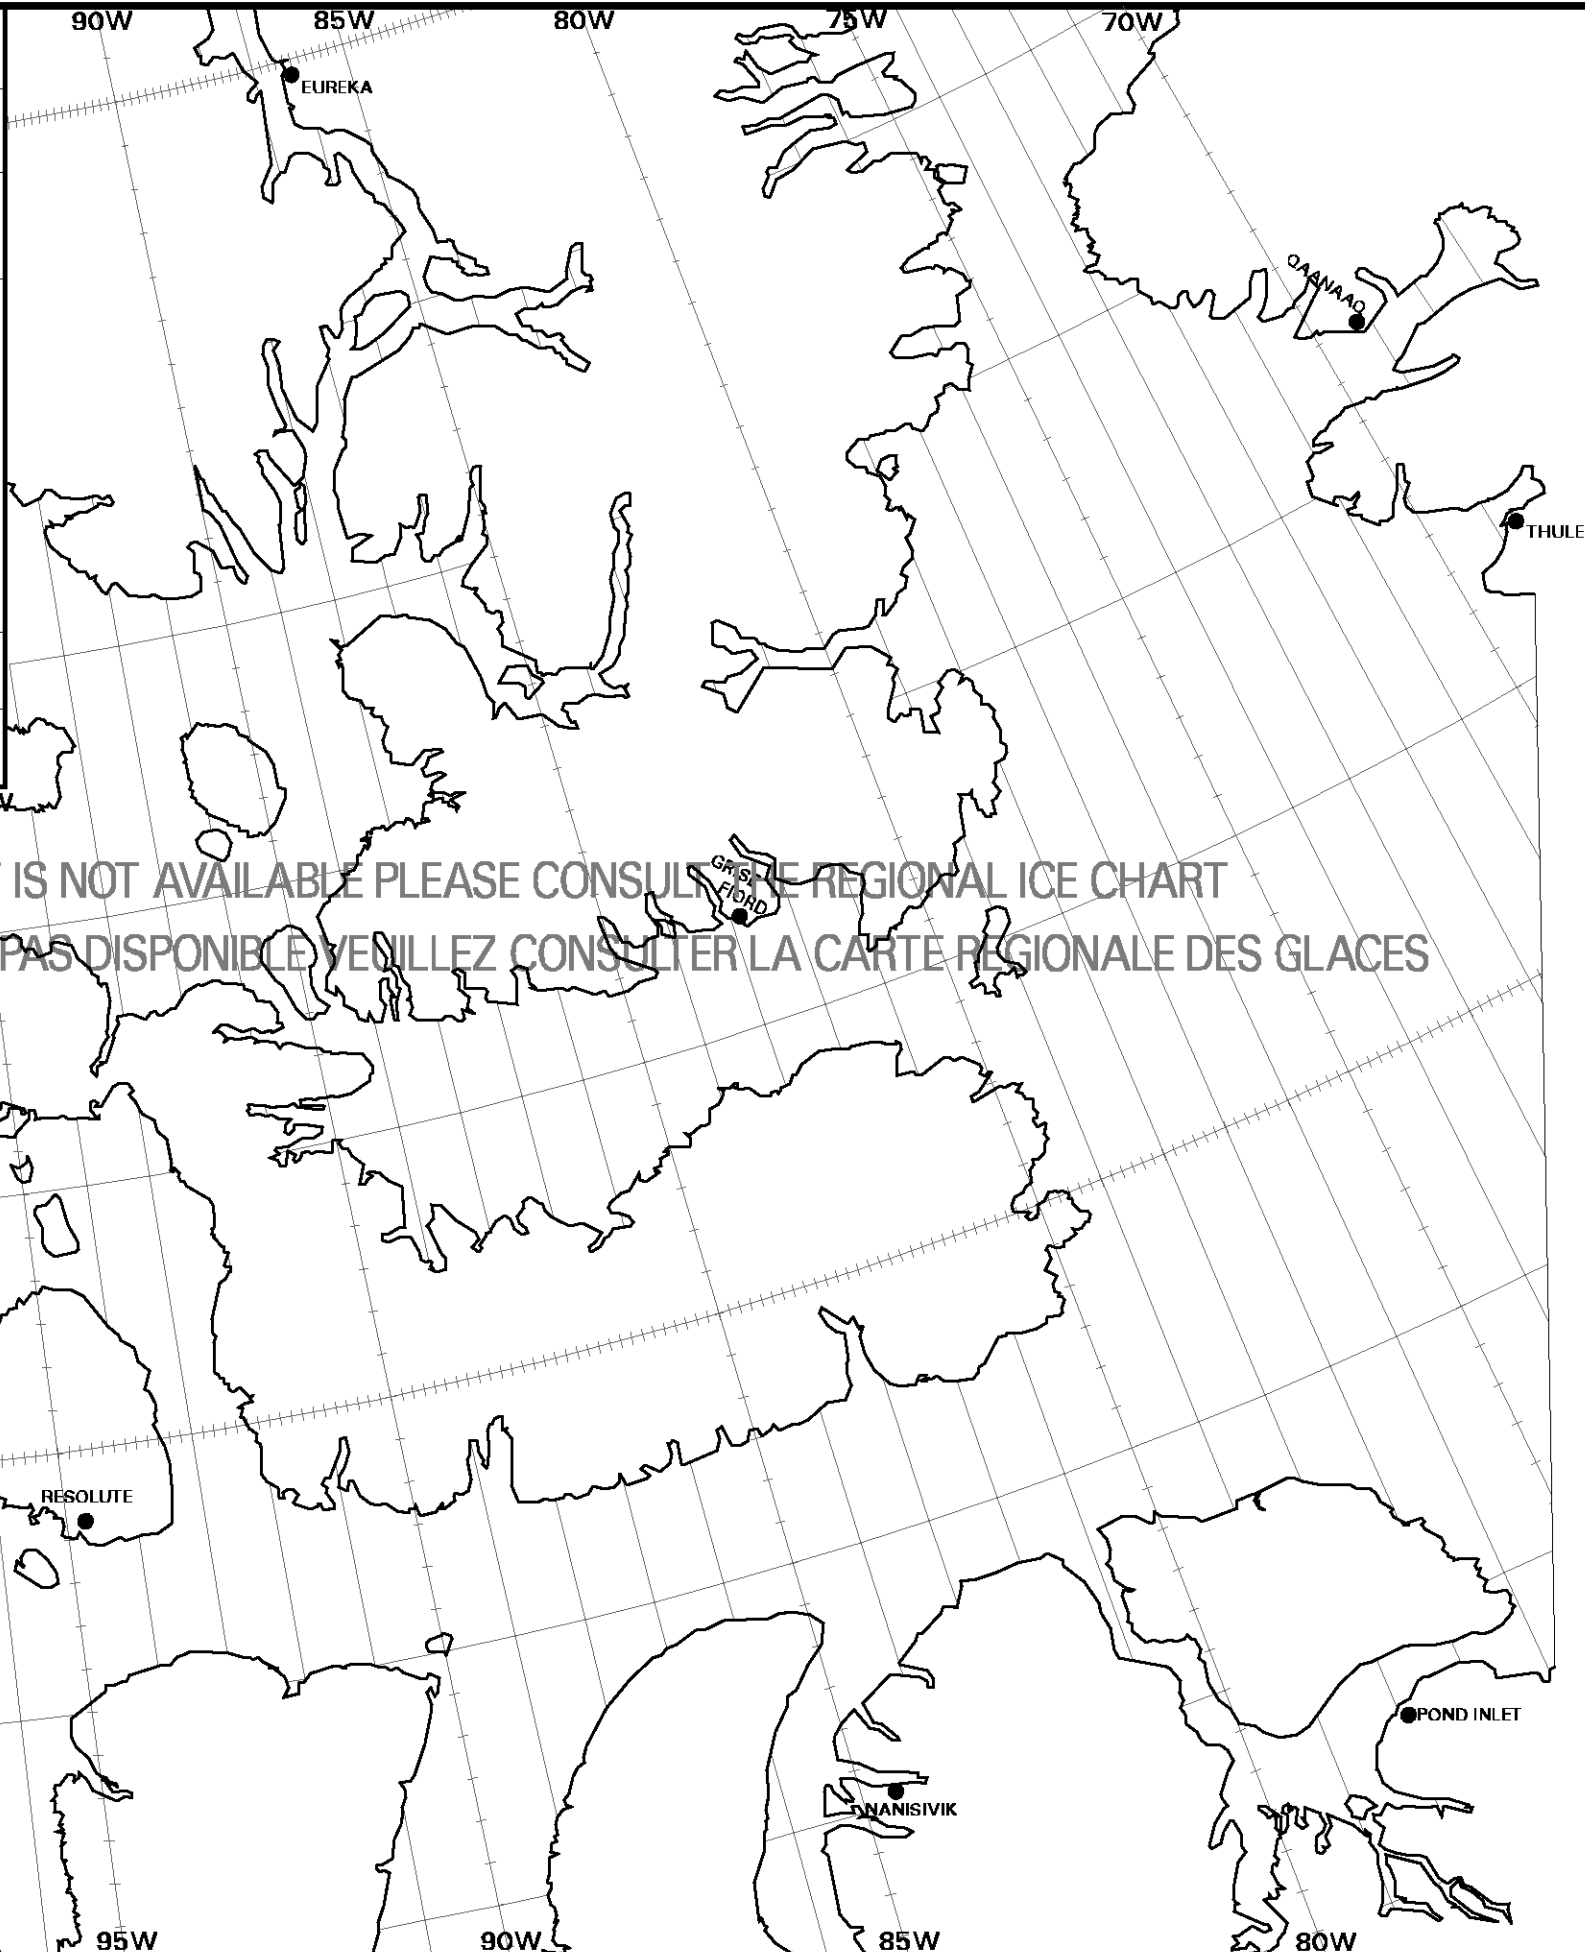 90W 85W 80W 75W 70W
EUREKA
QAANAAQ
THULE
GRISE
FIORD
IS NOT AVAILABLE PLEASE CONSULT THE REGIONAL ICE CHART
PAS DISPONIBLE VEUILLEZ CONSULTER LA CARTE REGIONALE DES GLACES
RESOLUTE
POND INLET
NANISIVIK
95W 90W 85W 80W